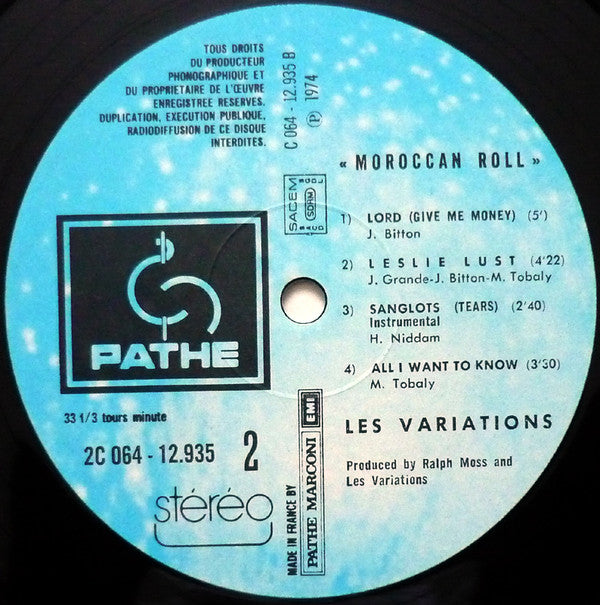 TOUS DROITS
DU PRODUCTEUR
PHONOGRAPHIQUE ET
DU PROPRIETAIRE DE L'ŒUVRE
ENREGISTREE RESERVES.
DUPLICATION, EXECUTION PUBLIQUE,
RADIODIFFUSION DE CE DISQUE
INTERDITES.
C 064 - 12.935 B
Ⓟ 1974
SACEM
SDRM
SACD
« MOROCCAN ROLL »
1) LORD (GIVE ME MONEY) (5')
J. Bitton
2) LESLIE LUST (4'22)
J. Grande-J. Bitton-M. Tobaly
3) SANGLOTS (TEARS) (2'40)
Instrumental
H. Niddam
4) ALL I WANT TO KNOW (3'30)
M. Tobaly
PATHE
33 1/3 tours minute
2C 064 - 12.935 2
stéréo
MADE IN FRANCE BY
PATHE MARCONI EMI
LES VARIATIONS
Produced by Ralph Moss and
Les Variations